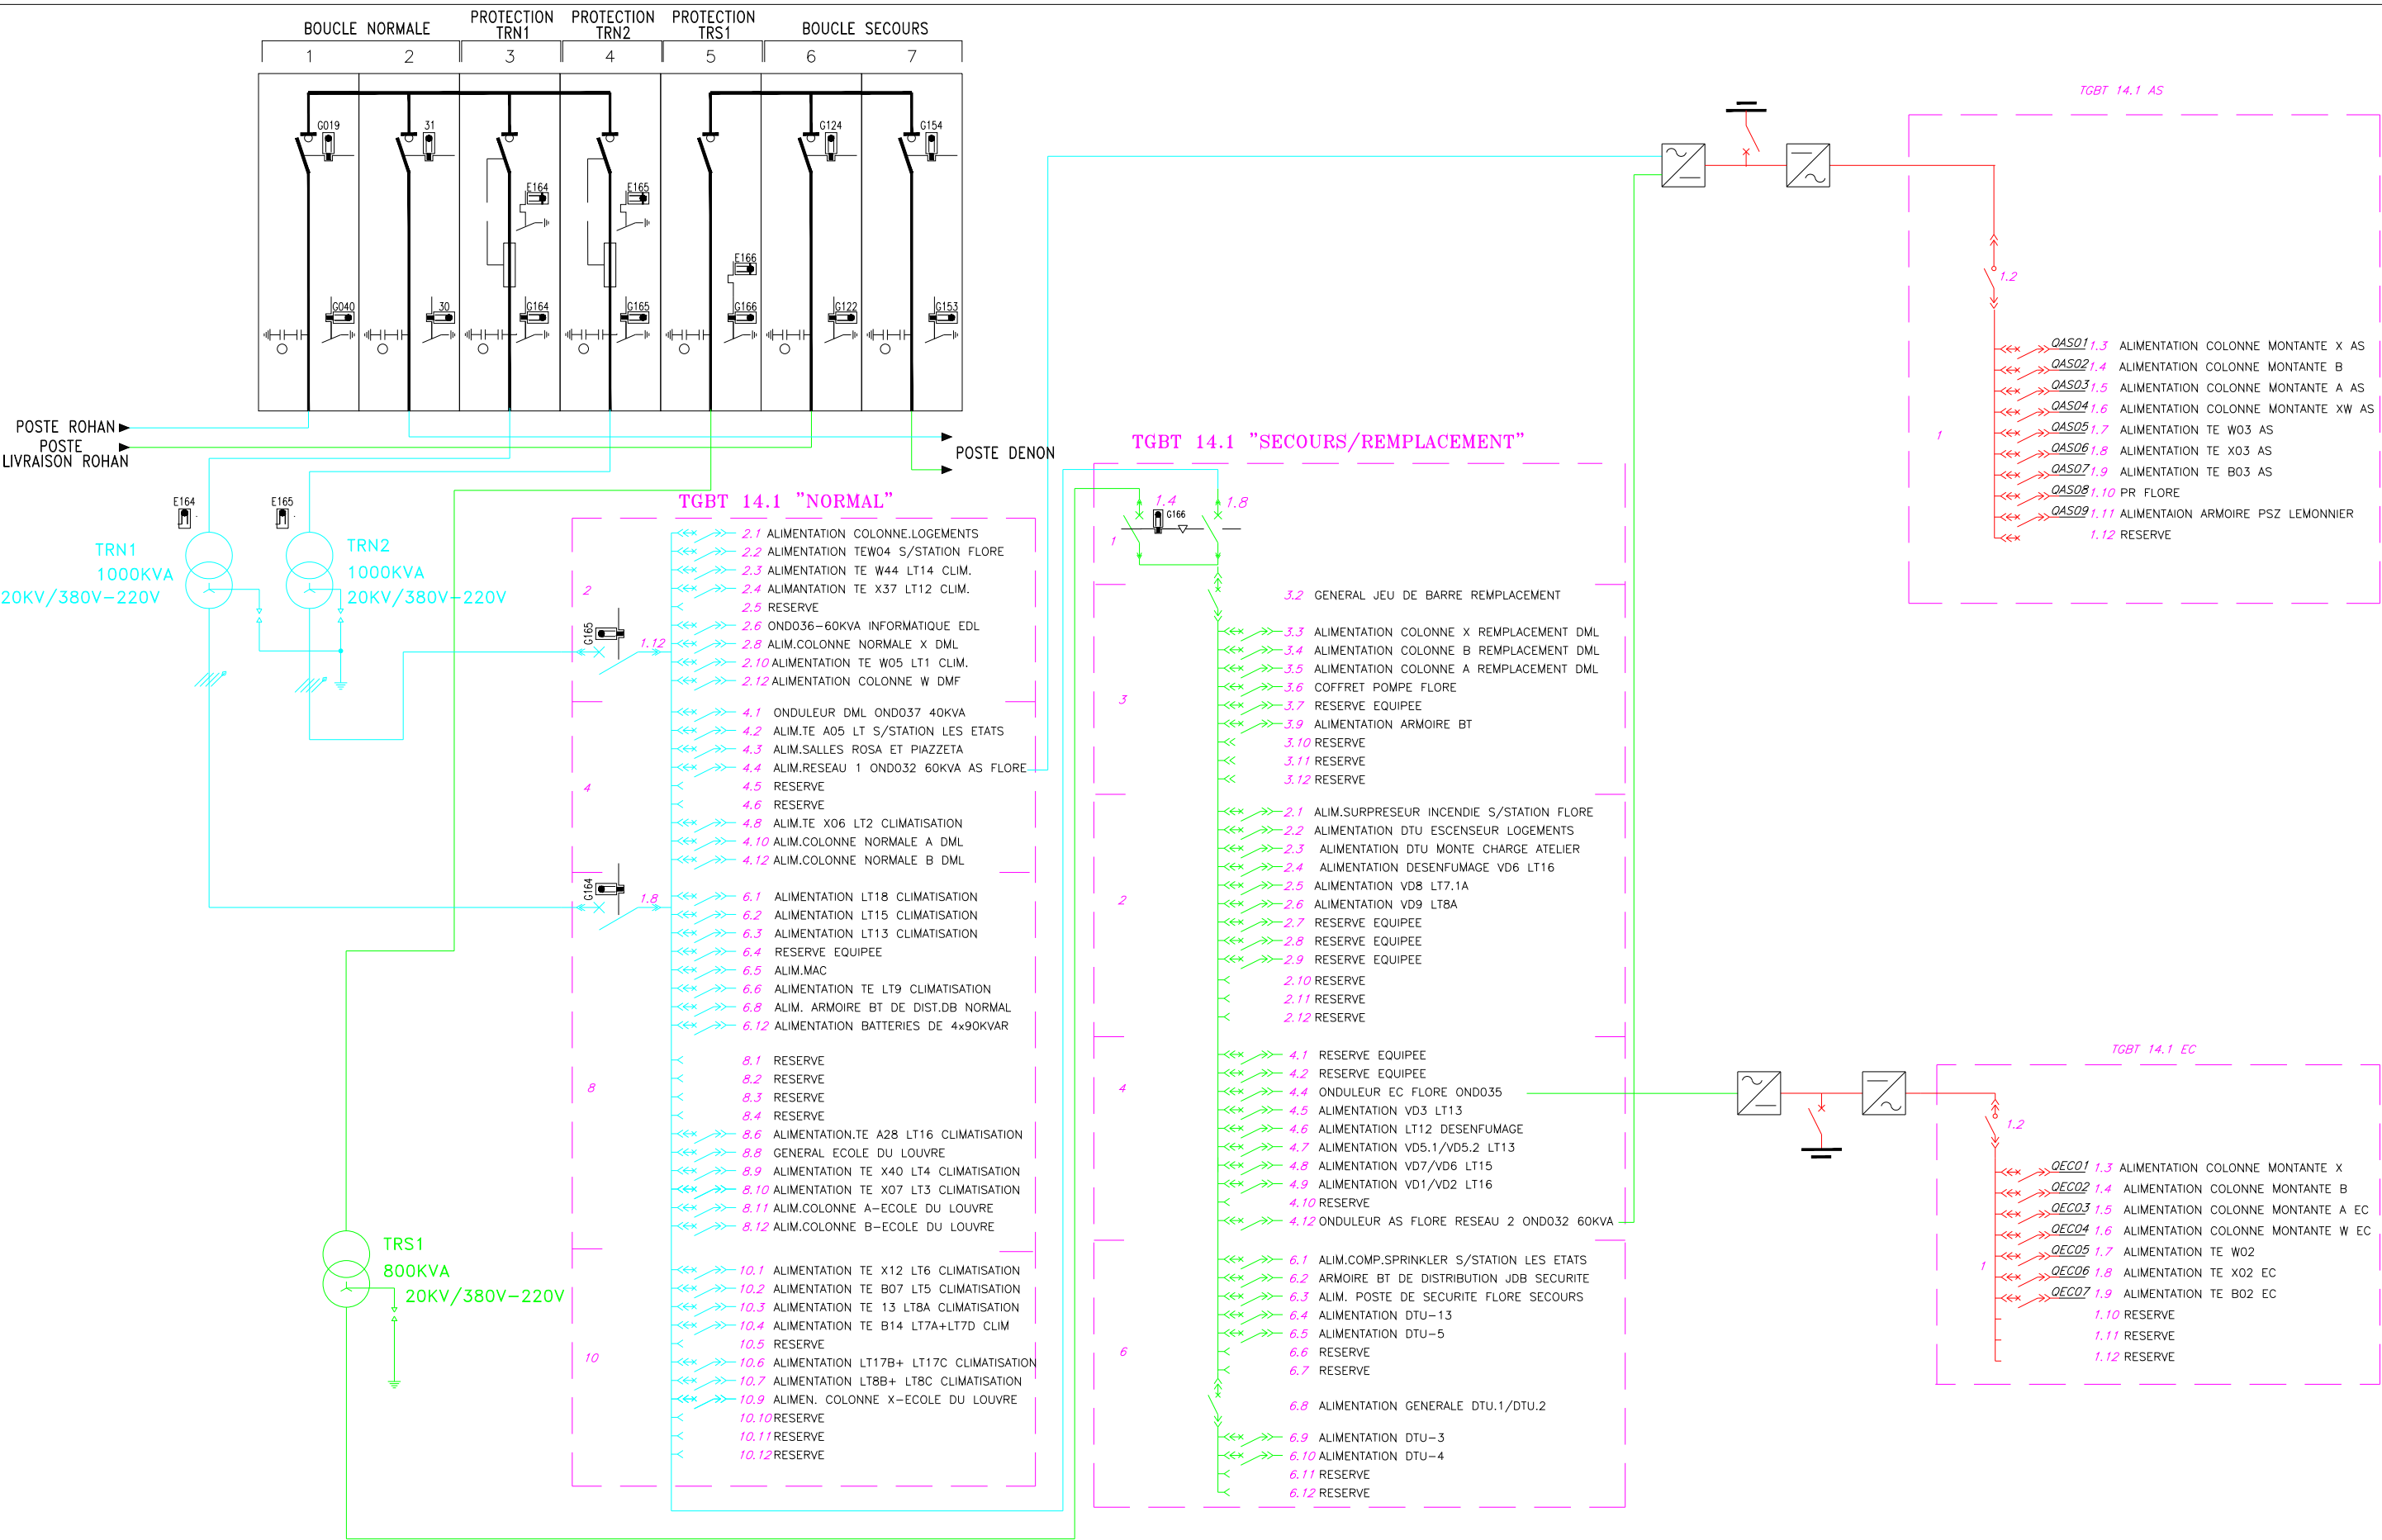 BOUCLE NORMALE
PROTECTION
TRN1
PROTECTION
TRN2
PROTECTION
TRS1
BOUCLE SECOURS
1
2
3
4
5
6
7
G019
31
G124
G154
E164
E165
E166
G040
30
G164
G165
G166
G122
G153
POSTE ROHAN
POSTE
LIVRAISON ROHAN
POSTE DENON
E164
E165
TRN1
1000KVA
20KV/380V-220V
TRN2
1000KVA
20KV/380V-220V
TRS1
800KVA
20KV/380V-220V
TGBT 14.1 "NORMAL"
2
2.1 ALIMENTATION COLONNE.LOGEMENTS
2.2 ALIMENTATION TEW04 S/STATION FLORE
2.3 ALIMENTATION TE W44 LT14 CLIM.
2.4 ALIMANTATION TE X37 LT12 CLIM.
2.5 RESERVE
2.6 OND036-60KVA INFORMATIQUE EDL
2.8 ALIM.COLONNE NORMALE X DML
2.10 ALIMENTATION TE W05 LT1 CLIM.
2.12 ALIMENTATION COLONNE W DMF
G165
1.12
4
4.1 ONDULEUR DML OND037 40KVA
4.2 ALIM.TE A05 LT S/STATION LES ETATS
4.3 ALIM.SALLES ROSA ET PIAZZETA
4.4 ALIM.RESEAU 1 OND032 60KVA AS FLORE
4.5 RESERVE
4.6 RESERVE
4.8 ALIM.TE X06 LT2 CLIMATISATION
4.10 ALIM.COLONNE NORMALE A DML
4.12 ALIM.COLONNE NORMALE B DML
G164
1.8
8
6.1 ALIMENTATION LT18 CLIMATISATION
6.2 ALIMENTATION LT15 CLIMATISATION
6.3 ALIMENTATION LT13 CLIMATISATION
6.4 RESERVE EQUIPEE
6.5 ALIM.MAC
6.6 ALIMENTATION TE LT9 CLIMATISATION
6.8 ALIM. ARMOIRE BT DE DIST.DB NORMAL
6.12 ALIMENTATION BATTERIES DE 4x90KVAR
8.1 RESERVE
8.2 RESERVE
8.3 RESERVE
8.4 RESERVE
8.6 ALIMENTATION.TE A28 LT16 CLIMATISATION
8.8 GENERAL ECOLE DU LOUVRE
8.9 ALIMENTATION TE X40 LT4 CLIMATISATION
8.10 ALIMENTATION TE X07 LT3 CLIMATISATION
8.11 ALIM.COLONNE A-ECOLE DU LOUVRE
8.12 ALIM.COLONNE B-ECOLE DU LOUVRE
10
10.1 ALIMENTATION TE X12 LT6 CLIMATISATION
10.2 ALIMENTATION TE B07 LT5 CLIMATISATION
10.3 ALIMENTATION TE 13 LT8A CLIMATISATION
10.4 ALIMENTATION TE B14 LT7A+LT7D CLIM
10.5 RESERVE
10.6 ALIMENTATION LT17B+ LT17C CLIMATISATION
10.7 ALIMENTATION LT8B+ LT8C CLIMATISATION
10.9 ALIMEN. COLONNE X-ECOLE DU LOUVRE
10.10 RESERVE
10.11 RESERVE
10.12 RESERVE
TGBT 14.1 "SECOURS/REMPLACEMENT"
1
1.4
G166
1.8
3
3.2 GENERAL JEU DE BARRE REMPLACEMENT
3.3 ALIMENTATION COLONNE X REMPLACEMENT DML
3.4 ALIMENTATION COLONNE B REMPLACEMENT DML
3.5 ALIMENTATION COLONNE A REMPLACEMENT DML
3.6 COFFRET POMPE FLORE
3.7 RESERVE EQUIPEE
3.9 ALIMENTATION ARMOIRE BT
3.10 RESERVE
3.11 RESERVE
3.12 RESERVE
2
2.1 ALIM.SURPRESEUR INCENDIE S/STATION FLORE
2.2 ALIMENTATION DTU ESCENSEUR LOGEMENTS
2.3 ALIMENTATION DTU MONTE CHARGE ATELIER
2.4 ALIMENTATION DESENFUMAGE VD6 LT16
2.5 ALIMENTATION VD8 LT7.1A
2.6 ALIMENTATION VD9 LT8A
2.7 RESERVE EQUIPEE
2.8 RESERVE EQUIPEE
2.9 RESERVE EQUIPEE
2.10 RESERVE
2.11 RESERVE
2.12 RESERVE
4
4.1 RESERVE EQUIPEE
4.2 RESERVE EQUIPEE
4.4 ONDULEUR EC FLORE OND035
4.5 ALIMENTATION VD3 LT13
4.6 ALIMENTATION LT12 DESENFUMAGE
4.7 ALIMENTATION VD5.1/VD5.2 LT13
4.8 ALIMENTATION VD7/VD6 LT15
4.9 ALIMENTATION VD1/VD2 LT16
4.10 RESERVE
4.12 ONDULEUR AS FLORE RESEAU 2 OND032 60KVA
6
6.1 ALIM.COMP.SPRINKLER S/STATION LES ETATS
6.2 ARMOIRE BT DE DISTRIBUTION JDB SECURITE
6.3 ALIM. POSTE DE SECURITE FLORE SECOURS
6.4 ALIMENTATION DTU-13
6.5 ALIMENTATION DTU-5
6.6 RESERVE
6.7 RESERVE
6.8 ALIMENTATION GENERALE DTU.1/DTU.2
6.9 ALIMENTATION DTU-3
6.10 ALIMENTATION DTU-4
6.11 RESERVE
6.12 RESERVE
TGBT 14.1 AS
1.2
1
QAS01 1.3 ALIMENTATION COLONNE MONTANTE X AS
QAS02 1.4 ALIMENTATION COLONNE MONTANTE B
QAS03 1.5 ALIMENTATION COLONNE MONTANTE A AS
QAS04 1.6 ALIMENTATION COLONNE MONTANTE XW AS
QAS05 1.7 ALIMENTATION TE W03 AS
QAS06 1.8 ALIMENTATION TE X03 AS
QAS07 1.9 ALIMENTATION TE B03 AS
QAS08 1.10 PR FLORE
QAS09 1.11 ALIMENTAION ARMOIRE PSZ LEMONNIER
1.12 RESERVE
TGBT 14.1 EC
1.2
1
QEC01 1.3 ALIMENTATION COLONNE MONTANTE X
QEC02 1.4 ALIMENTATION COLONNE MONTANTE B
QEC03 1.5 ALIMENTATION COLONNE MONTANTE A EC
QEC04 1.6 ALIMENTATION COLONNE MONTANTE W EC
QEC05 1.7 ALIMENTATION TE W02
QEC06 1.8 ALIMENTATION TE X02 EC
QEC07 1.9 ALIMENTATION TE B02 EC
1.10 RESERVE
1.11 RESERVE
1.12 RESERVE